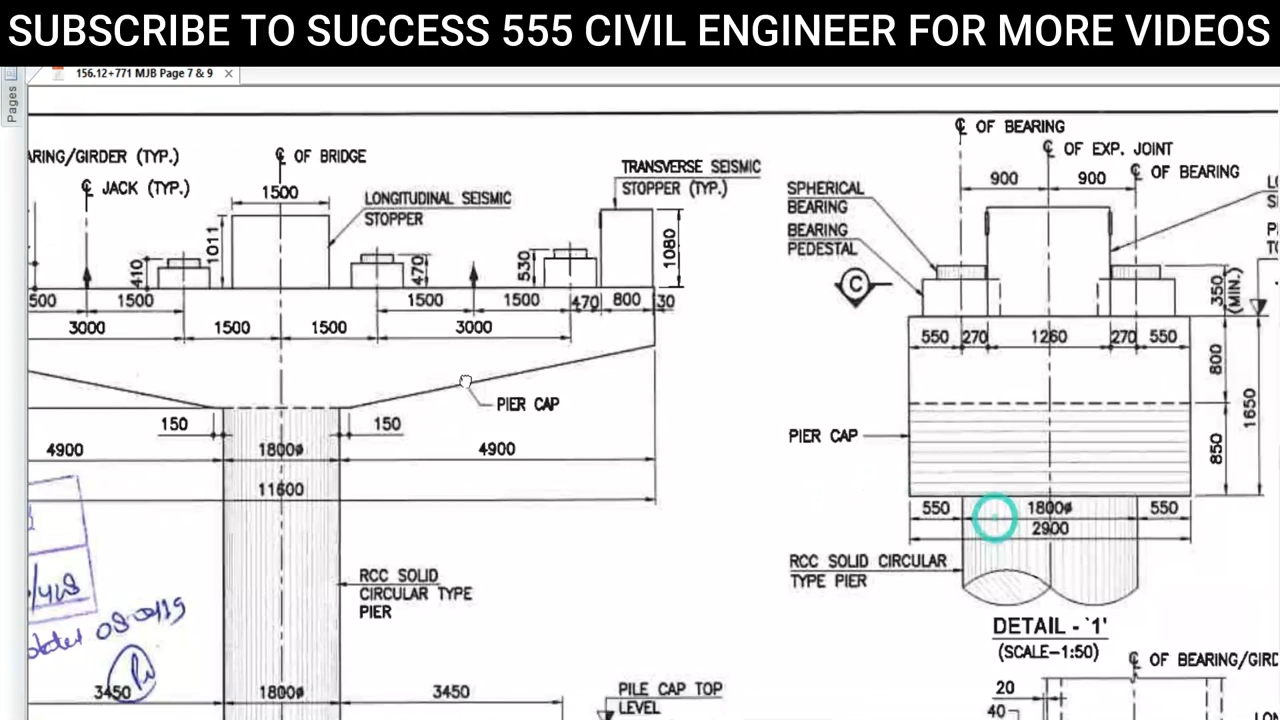 SUBSCRIBE TO SUCCESS 555 CIVIL ENGINEER FOR MORE VIDEOS
Pages
156.12+771 MJB Page 7 & 9
ARING/GIRDER (TYP.)
℄ JACK (TYP.)
℄ OF BRIDGE
1500
LONGITUDINAL SEISMIC
STOPPER
TRANSVERSE SEISMIC
STOPPER (TYP.)
410
1011
470
530
1080
500
1500
1500
1500
470
800
30
3000
1500
1500
3000
PIER CAP
150
150
4900
1800ø
4900
11600
RCC SOLID
CIRCULAR TYPE
PIER
3450
1800ø
3450
PILE CAP TOP
LEVEL
℄ OF BEARING
℄ OF EXP. JOINT
℄ OF BEARING
900
900
SPHERICAL
BEARING
BEARING
PEDESTAL
C
350
(MIN.)
550
270
1260
270
550
800
1650
850
PIER CAP
550
1800ø
550
2900
RCC SOLID CIRCULAR
TYPE PIER
DETAIL - '1'
(SCALE-1:50)
℄ OF BEARING/GIRD
20
40